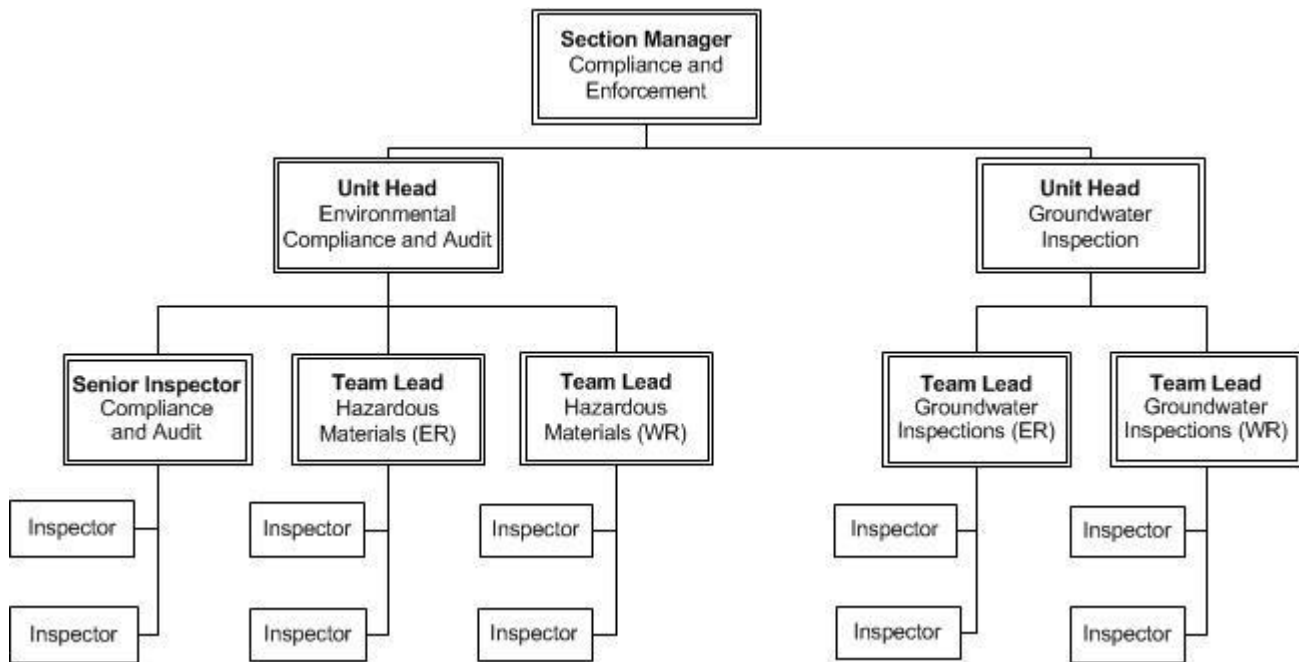 Section Manager
Compliance and
Enforcement
Unit Head
Environmental
Compliance and Audit
Unit Head
Groundwater
Inspection
Senior Inspector
Compliance
and Audit
Team Lead
Hazardous
Materials (ER)
Team Lead
Hazardous
Materials (WR)
Team Lead
Groundwater
Inspections (ER)
Team Lead
Groundwater
Inspections (WR)
Inspector
Inspector
Inspector
Inspector
Inspector
Inspector
Inspector
Inspector
Inspector
Inspector